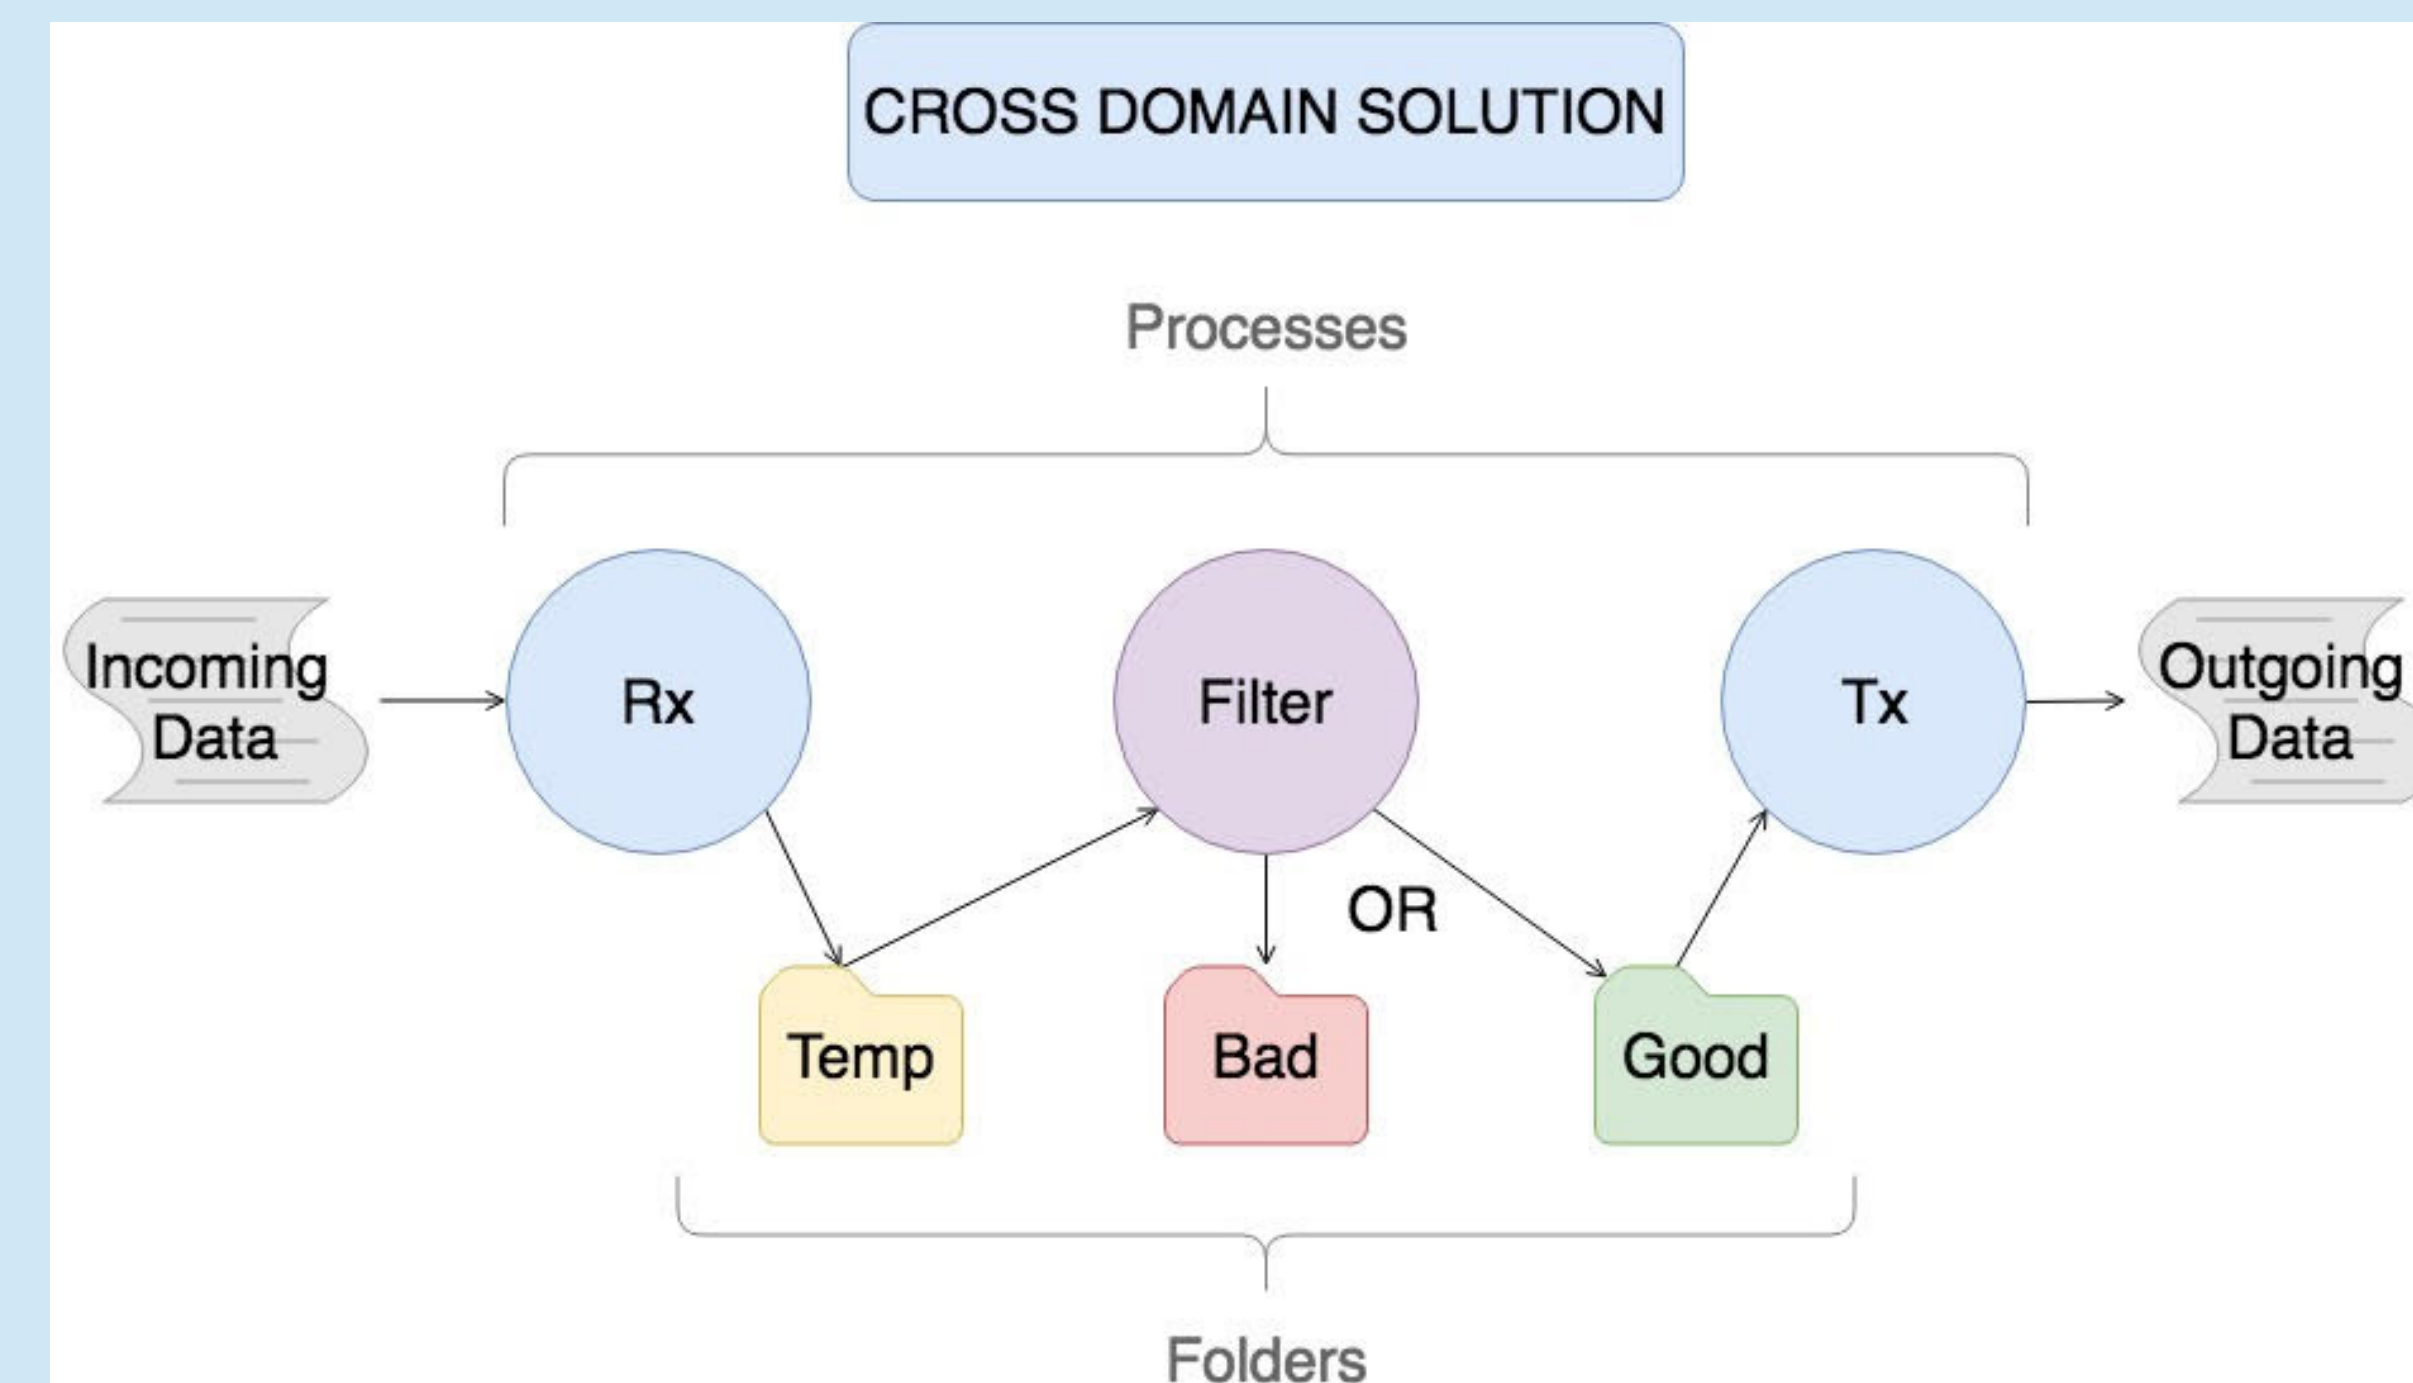 CROSS DOMAIN SOLUTION
Processes
Incoming
Data
Rx
Filter
Tx
Outgoing
Data
OR
Temp
Bad
Good
Folders